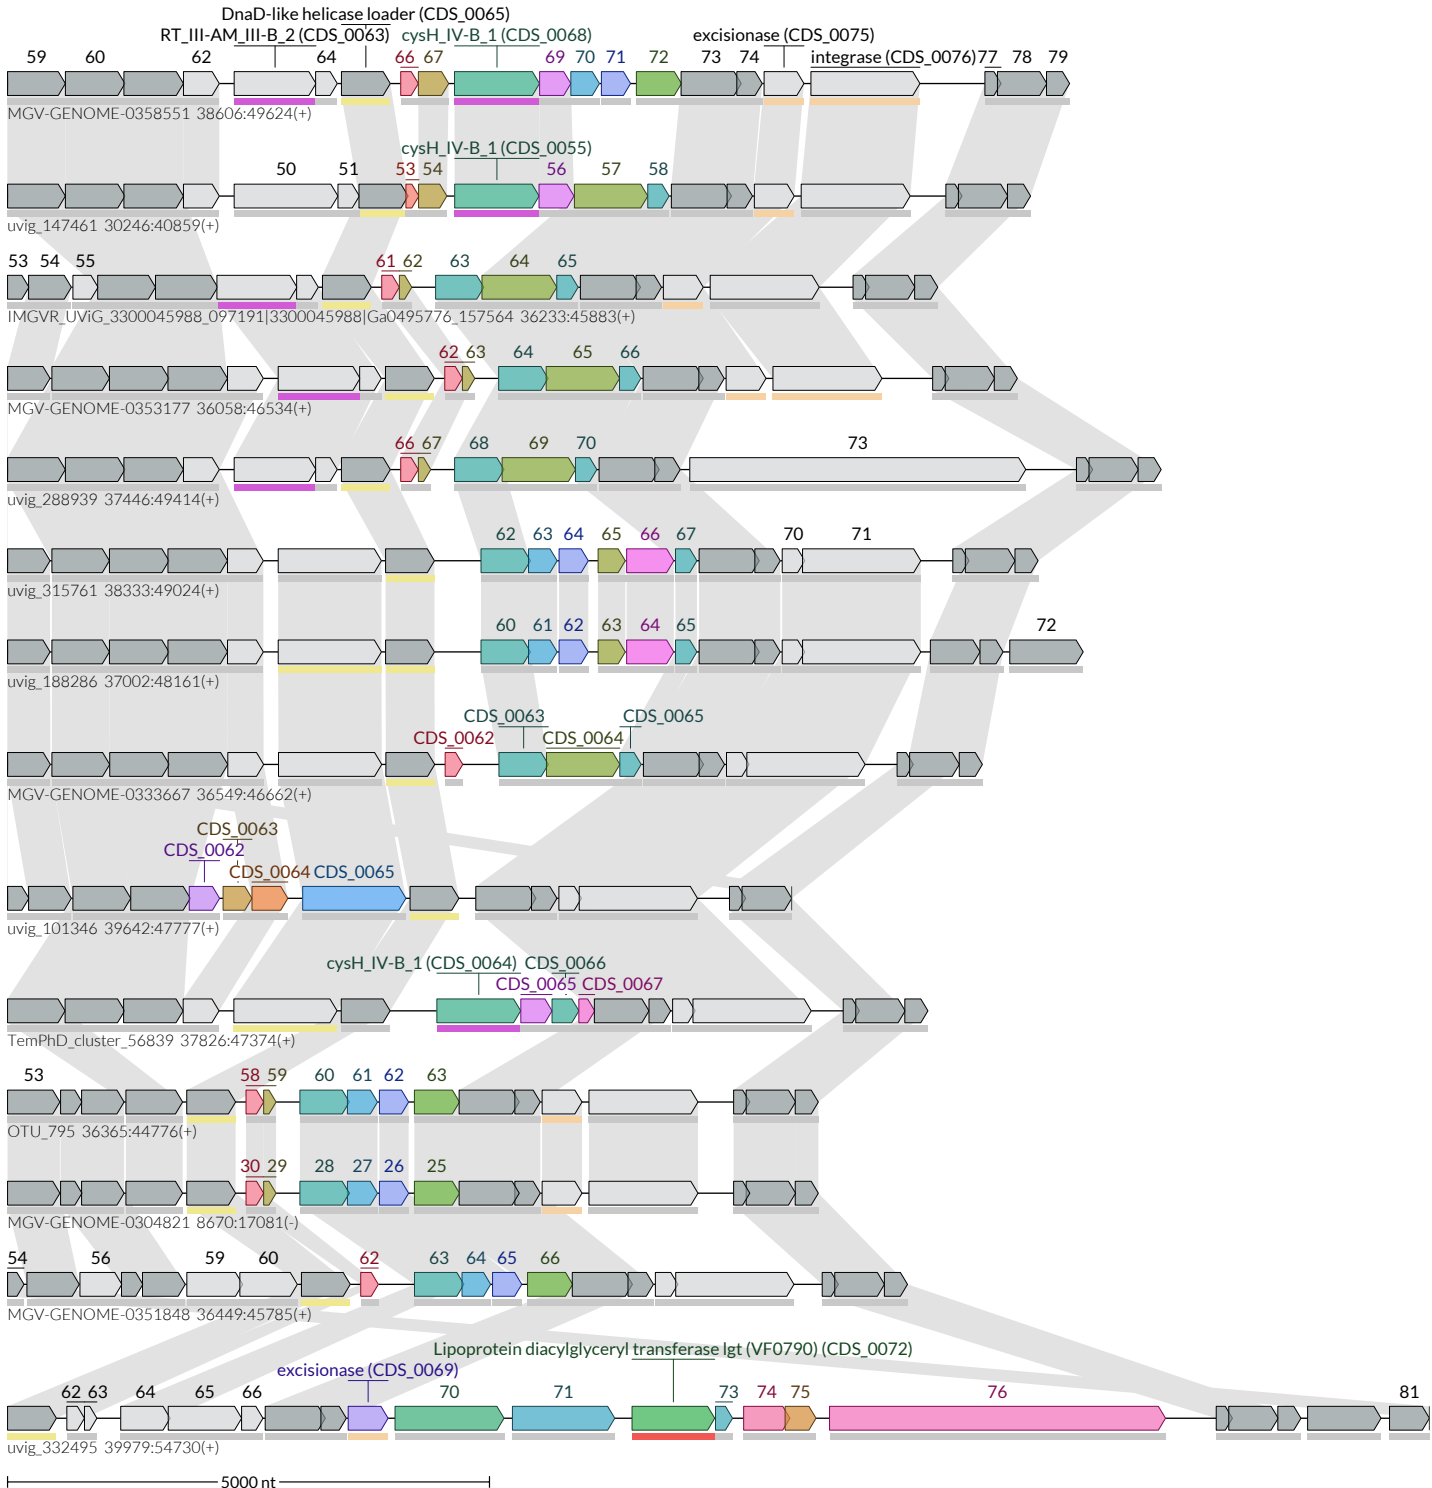 DnaD-like helicase loader (CDS_0065)
RT_III-AM_III-B_2 (CDS_0063) cysH_IV-B_1 (CDS_0068) excisionase (CDS_0075)
59 60 62 64 66 67 69 70 71 72 73 74 integrase (CDS_0076) 77 78 79
MGV-GENOME-0358551 38606:49624(+)
cysH_IV-B_1 (CDS_0055)
50 51 53 54 56 57 58
uvig_147461 30246:40859(+)
53 54 55 61 62 63 64 65
IMGVR_UViG_3300045988_097191|3300045988|Ga0495776_157564 36233:45883(+)
62 63 64 65 66
MGV-GENOME-0353177 36058:46534(+)
66 67 68 69 70 73
uvig_288939 37446:49414(+)
62 63 64 65 66 67 70 71
uvig_315761 38333:49024(+)
60 61 62 63 64 65 72
uvig_188286 37002:48161(+)
CDS_0063 CDS_0065
CDS_0062 CDS_0064
MGV-GENOME-0333667 36549:46662(+)
CDS_0063
CDS_0062
CDS_0064 CDS_0065
uvig_101346 39642:47777(+)
cysH_IV-B_1 (CDS_0064) CDS_0066
CDS_0065 CDS_0067
TemPhD_cluster_56839 37826:47374(+)
53 58 59 60 61 62 63
OTU_795 36365:44776(+)
30 29 28 27 26 25
MGV-GENOME-0304821 8670:17081(-)
54 56 59 60 62 63 64 65 66
MGV-GENOME-0351848 36449:45785(+)
Lipoprotein diacylglyceryl transferase lgt (VF0790) (CDS_0072)
excisionase (CDS_0069)
62 63 64 65 66 70 71 73 74 75 76 81
uvig_332495 39979:54730(+)
5000 nt